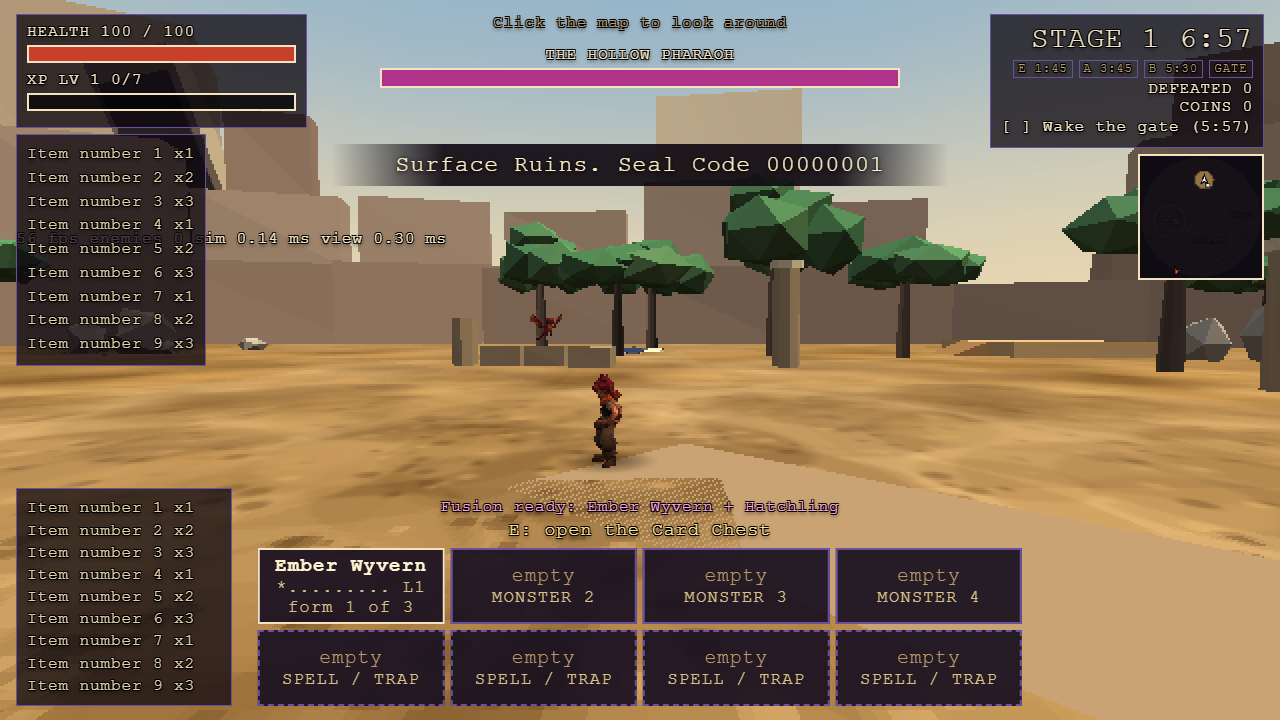 HEALTH 100 / 100
XP LV 1 0/7
Click the map to look around
THE HOLLOW PHARAOH
STAGE 1 6:57
E 1:45 A 3:45 B 5:30 GATE
DEFEATED 0
COINS 0
[ ] Wake the gate (5:57)
Surface Ruins. Seal Code 00000001
Item number 1 x1
Item number 2 x2
Item number 3 x3
Item number 4 x1
56 fps enemies 0 sim 0.14 ms view 0.30 ms
Item number 5 x2
Item number 6 x3
Item number 7 x1
Item number 8 x2
Item number 9 x3
Item number 1 x1
Item number 2 x2
Item number 3 x3
Item number 4 x1
Item number 5 x2
Item number 6 x3
Item number 7 x1
Item number 8 x2
Item number 9 x3
Fusion ready: Ember Wyvern + Hatchling
E: open the Card Chest
Ember Wyvern
*......... L1
form 1 of 3
empty
MONSTER 2
empty
MONSTER 3
empty
MONSTER 4
empty
SPELL / TRAP
empty
SPELL / TRAP
empty
SPELL / TRAP
empty
SPELL / TRAP